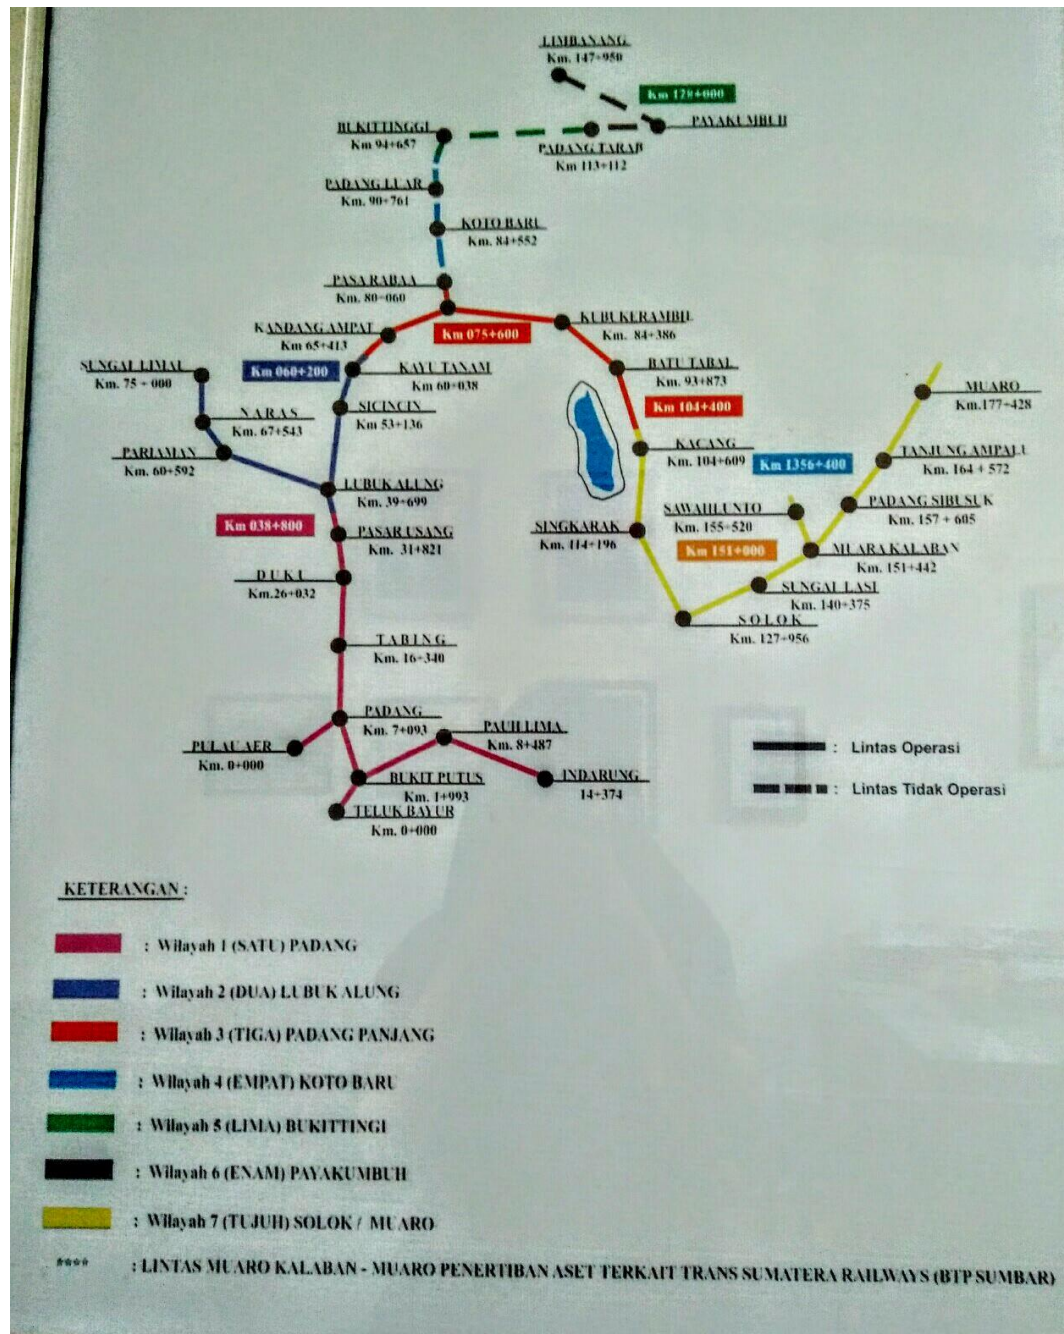 LIMBANANG
Km. 147+950
Km 128+000
BUKITTINGGI
Km 94+657
PAYAKUMBUH
PADANG TARAB
Km 113+112
PADANG LUAR
Km. 90+761
KOTO BARU
Km. 84+552
PASA RABAA
Km. 80+060
KANDANG AMPAT
Km 65+413
Km 075+600
KUBUKERAMBIL
Km. 84+386
SUNGAI LIMAU
Km. 75 + 000
Km 060+200
KAYU TANAM
Km 60+038
BATU TABAL
Km. 93+873
MUARO
Km.177+428
NARAS
Km. 67+543
SICINCIN
Km 53+136
Km 104+400
PARIAMAN
Km. 60+592
KACANG
Km. 104+609
Km 1356+400
TANJUNG AMPALU
Km. 164 + 572
LUBUK ALUNG
Km. 39+699
SAWAHLUNTO
Km. 155+520
PADANG SIBUSUK
Km. 157 + 605
Km 038+800
PASAR USANG
Km. 31+821
SINGKARAK
Km. 114+196
Km 151+000
MUARA KALABAN
Km. 151+442
DUKU
Km.26+032
SUNGAI LASI
Km. 140+375
SOLOK
Km. 127+956
TABING
Km. 16+340
PADANG
Km. 7+093
PAUH LIMA
Km. 8+487
PULAU AER
Km. 0+000
BUKIT PUTUS
Km. 1+993
INDARUNG
14+374
TELUK BAYUR
Km. 0+000
: Lintas Operasi
: Lintas Tidak Operasi
KETERANGAN :
: Wilayah 1 (SATU) PADANG
: Wilayah 2 (DUA) LUBUK ALUNG
: Wilayah 3 (TIGA) PADANG PANJANG
: Wilayah 4 (EMPAT) KOTO BARU
: Wilayah 5 (LIMA) BUKITTINGI
: Wilayah 6 (ENAM) PAYAKUMBUH
: Wilayah 7 (TUJUH) SOLOK / MUARO
**** : LINTAS MUARO KALABAN - MUARO PENERTIBAN ASET TERKAIT TRANS SUMATERA RAILWAYS (BTP SUMBAR)